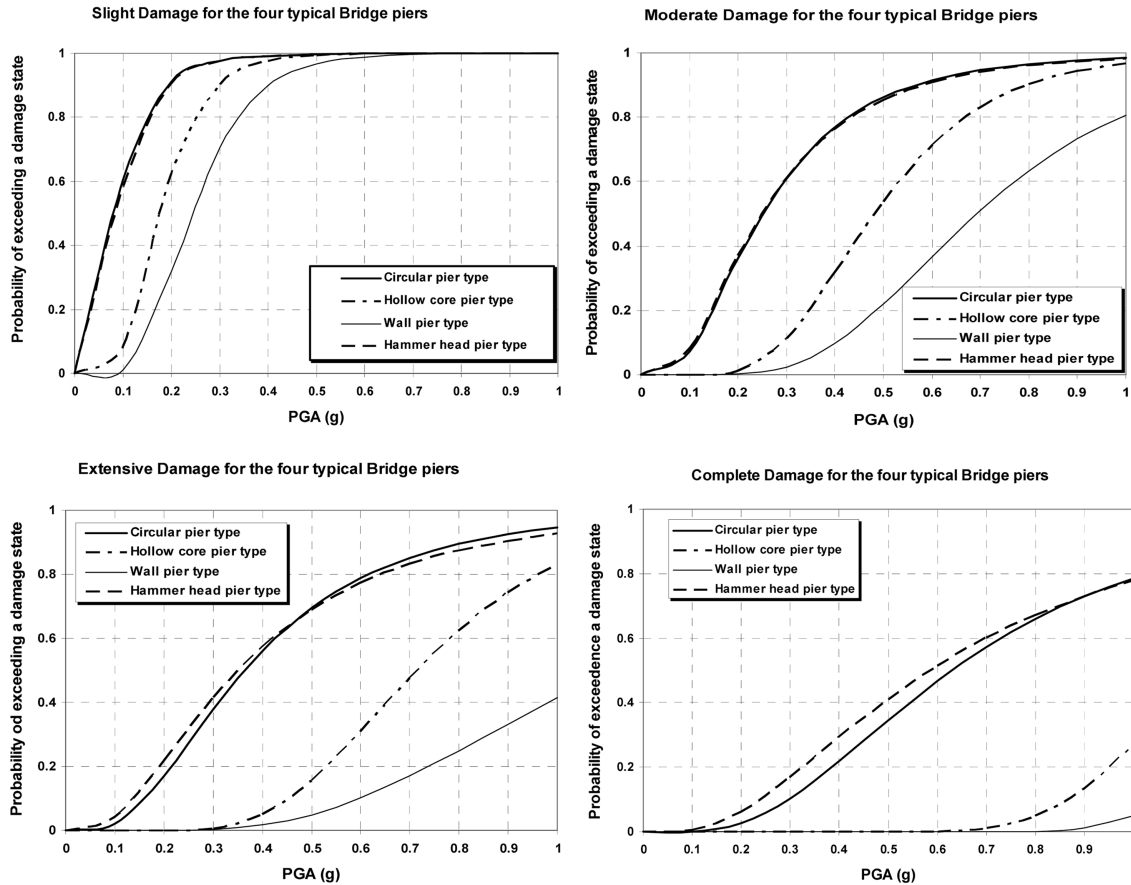 Slight Damage for the four typical Bridge piers
Probability of exceeding a damage state
1
0.8
0.6
0.4
0.2
0
Circular pier type
Hollow core pier type
Wall pier type
Hammer head pier type
0 0.1 0.2 0.3 0.4 0.5 0.6 0.7 0.8 0.9 1
PGA (g)
Moderate Damage for the four typical Bridge piers
Probability of exceeding a damage state
1
0.8
0.6
0.4
0.2
0
Circular pier type
Hollow core pier type
Wall pier type
Hammer head pier type
0 0.1 0.2 0.3 0.4 0.5 0.6 0.7 0.8 0.9 1
PGA (g)
Extensive Damage for the four typical Bridge piers
Probability od exceeding a damage state
1
0.8
0.6
0.4
0.2
0
Circular pier type
Hollow core pier type
Wall pier type
Hammer head pier type
0 0.1 0.2 0.3 0.4 0.5 0.6 0.7 0.8 0.9 1
PGA (g)
Complete Damage for the four typical Bridge piers
Probability of exceedence a damage state
1
0.8
0.6
0.4
0.2
0
Circular pier type
Hollow core pier type
Wall pier type
Hammer head pier type
0 0.1 0.2 0.3 0.4 0.5 0.6 0.7 0.8 0.9
PGA (g)